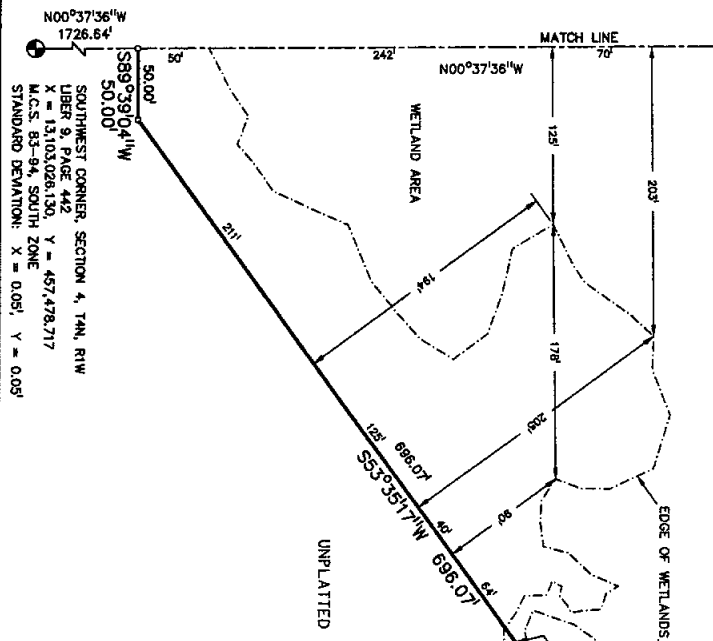 N00°37'36"W
1726.64'
MATCH LINE
50'
242'
70'
N00°37'36"W
50.00'
S89°39'04"W
50.00'
WETLAND AREA
125'
203'
SOUTHWEST CORNER, SECTION 4, T4N, R1W
LIBER 9, PAGE 442
X = 13,103,026.130, Y = 457,478.717
M.C.S. 83-94, SOUTH ZONE
STANDARD DEVIATION: X = 0.05', Y = 0.05'
211'
194'
178'
205'
125'
696.07'
S53°35'17"W 696.07'
40'
90'
64'
EDGE OF WETLANDS
UNPLATTED